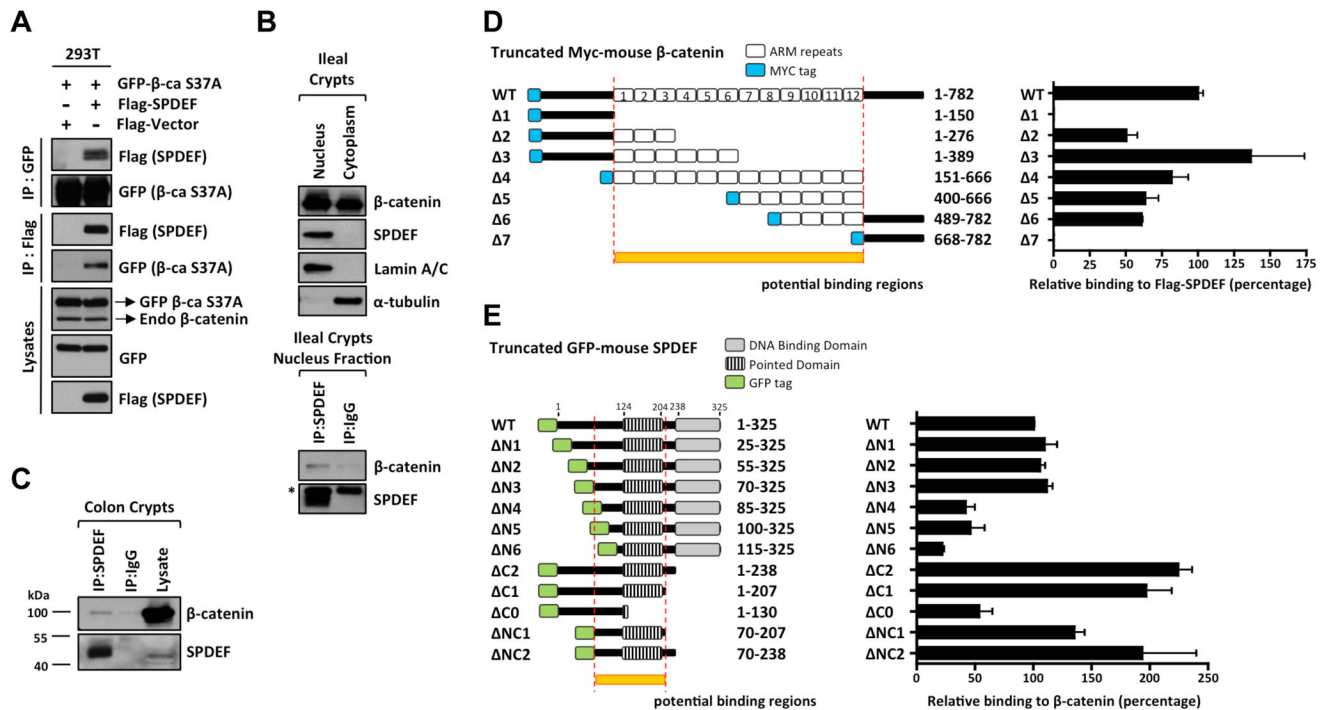 A
293T
+ + GFP-β-ca S37A
- + Flag-SPDEF
+ - Flag-Vector
IP : GFP
Flag (SPDEF)
GFP (β-ca S37A)
IP : Flag
Flag (SPDEF)
GFP (β-ca S37A)
Lysates
GFP β-ca S37A
Endo β-catenin
GFP
Flag (SPDEF)
B
Ileal
Crypts
Nucleus
Cytoplasm
β-catenin
SPDEF
Lamin A/C
α-tubulin
Ileal Crypts
Nucleus Fraction
IP:SPDEF
IP:IgG
β-catenin
* SPDEF
C
Colon Crypts
IP:SPDEF
IP:IgG
Lysate
kDa
100 β-catenin
55
SPDEF
40
D
Truncated Myc-mouse β-catenin
ARM repeats
MYC tag
WT 1 2 3 4 5 6 7 8 9 10 11 12 1-782
Δ1 1-150
Δ2 1-276
Δ3 1-389
Δ4 151-666
Δ5 400-666
Δ6 489-782
Δ7 668-782
potential binding regions
WT
Δ1
Δ2
Δ3
Δ4
Δ5
Δ6
Δ7
0 25 50 75 100 125 150 175
Relative binding to Flag-SPDEF (percentage)
E
Truncated GFP-mouse SPDEF
DNA Binding Domain
Pointed Domain
GFP tag
1 124 204 238 325
WT 1-325
ΔN1 25-325
ΔN2 55-325
ΔN3 70-325
ΔN4 85-325
ΔN5 100-325
ΔN6 115-325
ΔC2 1-238
ΔC1 1-207
ΔC0 1-130
ΔNC1 70-207
ΔNC2 70-238
potential binding regions
WT
ΔN1
ΔN2
ΔN3
ΔN4
ΔN5
ΔN6
ΔC2
ΔC1
ΔC0
ΔNC1
ΔNC2
0 50 100 150 200 250
Relative binding to β-catenin (percentage)